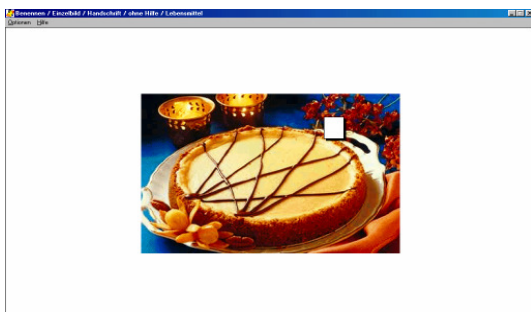 Benennen / Einzelbild / Handschrift / ohne Hilfe / Lebensmittel
Optionen Hilfe